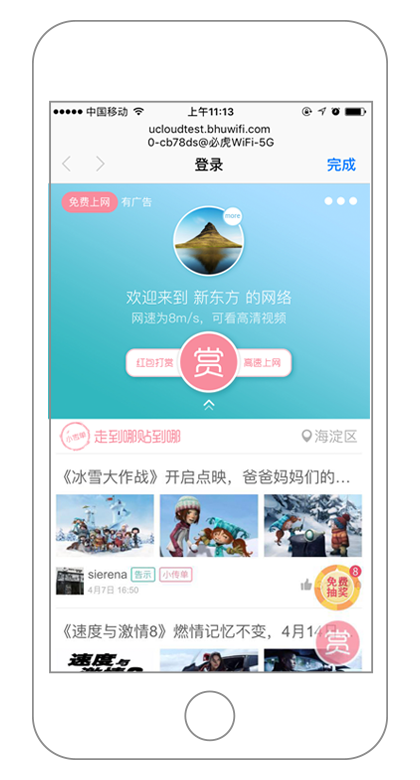 中国移动 上午11:13
ucloudtest.bhuwifi.com
0-cb78ds@必虎WiFi-5G
登录 完成
免费上网 有广告
more
欢迎来到 新东方 的网络
网速为8m/s，可看高清视频
红包打赏 赏 高速上网
小传单 走到哪贴到哪 海淀区
《冰雪大作战》开启点映，爸爸妈妈们的...
sierena 告示 小传单
4月7日 16:50
免费
抽奖
8
《速度与激情8》燃情记忆不变，4月14
赏
速度与
激情8